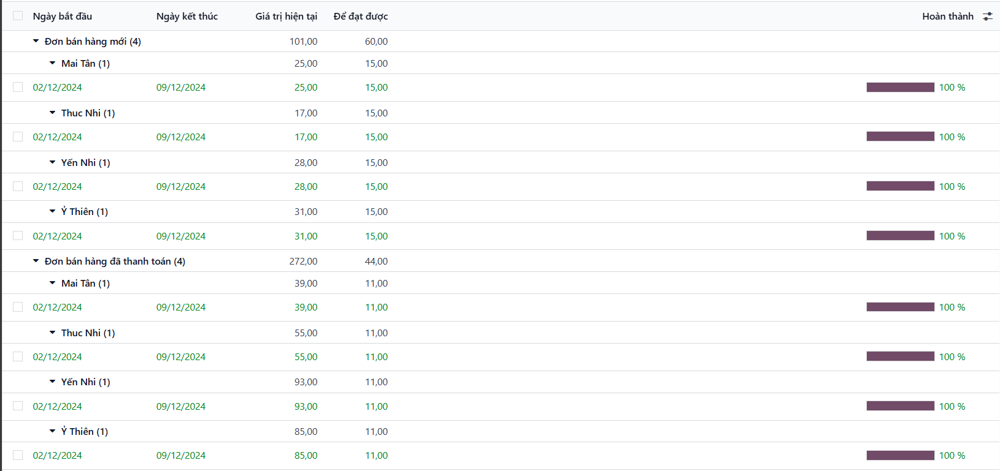 Ngày bắt đầu Ngày kết thúc Giá trị hiện tại Để đạt được Hoàn thành
Đơn bán hàng mới (4) 101,00 60,00
Mai Tân (1) 25,00 15,00
02/12/2024 09/12/2024 25,00 15,00 100 %
Thuc Nhi (1) 17,00 15,00
02/12/2024 09/12/2024 17,00 15,00 100 %
Yến Nhi (1) 28,00 15,00
02/12/2024 09/12/2024 28,00 15,00 100 %
Ỷ Thiên (1) 31,00 15,00
02/12/2024 09/12/2024 31,00 15,00 100 %
Đơn bán hàng đã thanh toán (4) 272,00 44,00
Mai Tân (1) 39,00 11,00
02/12/2024 09/12/2024 39,00 11,00 100 %
Thuc Nhi (1) 55,00 11,00
02/12/2024 09/12/2024 55,00 11,00 100 %
Yến Nhi (1) 93,00 11,00
02/12/2024 09/12/2024 93,00 11,00 100 %
Ỷ Thiên (1) 85,00 11,00
02/12/2024 09/12/2024 85,00 11,00 100 %